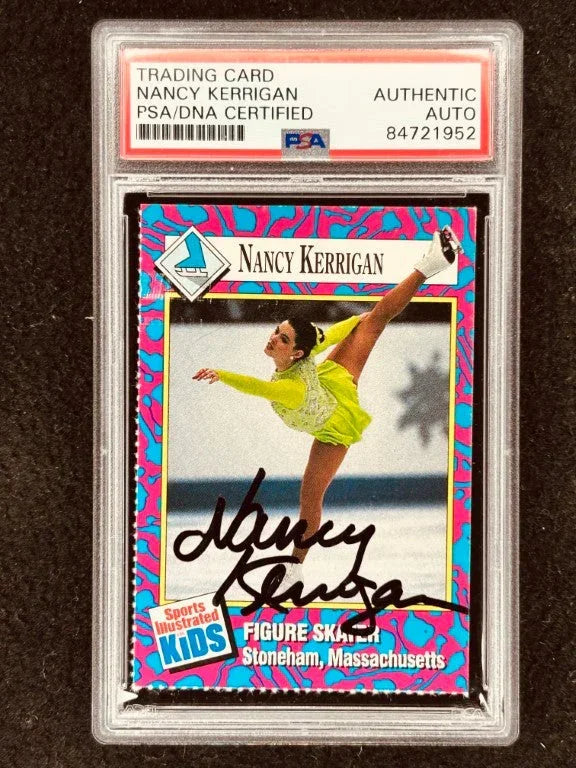 TRADING CARD
NANCY KERRIGAN AUTHENTIC
PSA/DNA CERTIFIED AUTO
PSA 84721952
NANCY KERRIGAN
Nancy
Kerrigan
Sports
Illustrated
for KIDS
FIGURE SKATER
Stoneham, Massachusetts